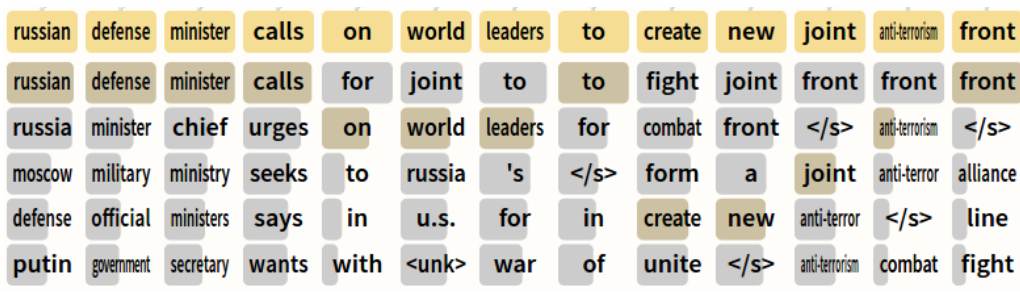 russian defense minister calls on world leaders to create new joint anti-terrorism front
russian defense minister calls for joint to to fight joint front front front
russia minister chief urges on world leaders for combat front </s> anti-terrorism </s>
moscow military ministry seeks to russia 's </s> form a joint anti-terror alliance
defense official ministers says in u.s. for in create new anti-terror </s> line
putin government secretary wants with <unk> war of unite </s> anti-terrorism combat fight